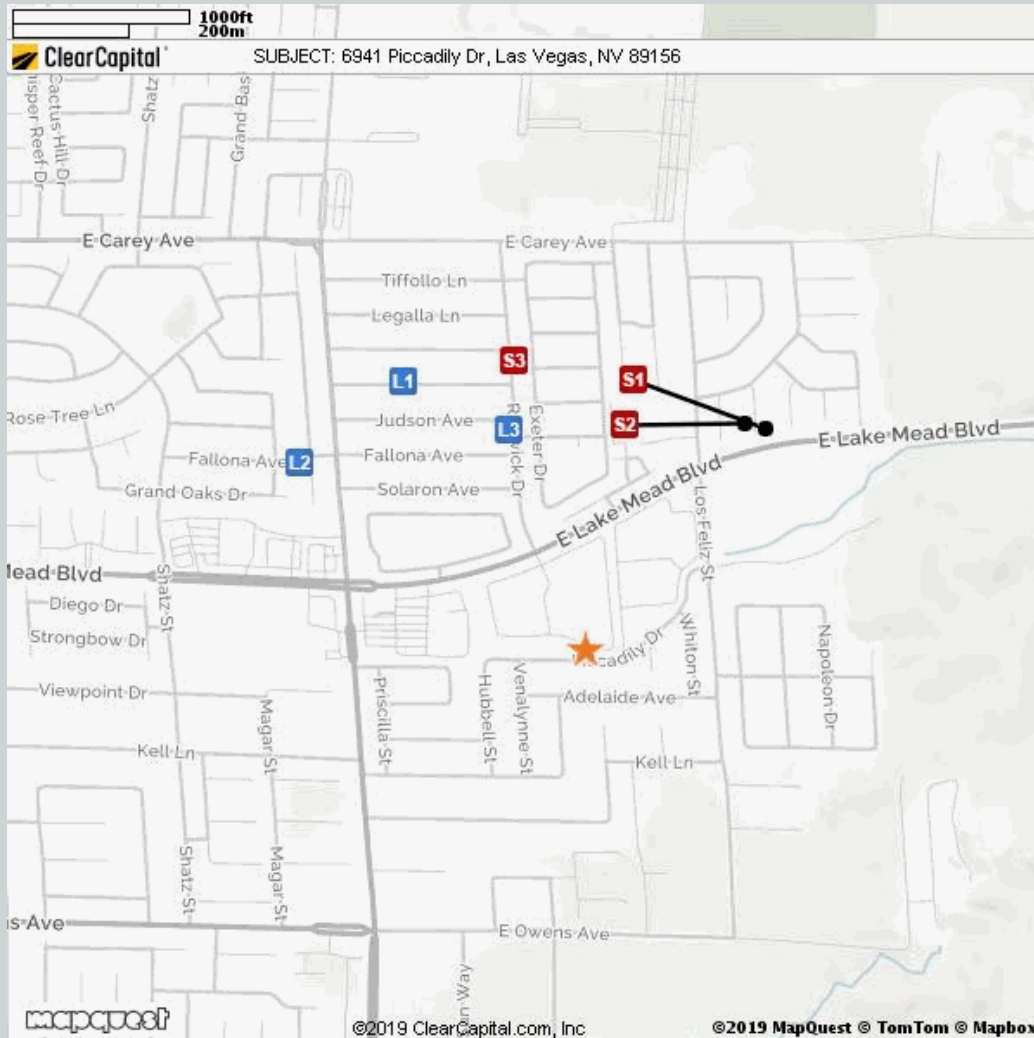 1000ft
200m
ClearCapital
SUBJECT: 6941 Piccadily Dr, Las Vegas, NV 89156
Cactus Hill Dr
Shatz
Grand Bas
E Carey Ave
E Carey Ave
Tiffollo Ln
Legalla Ln
S3
L1
S1
Rose Tree Ln
Judson Ave
L3
Exeter Dr
S2
E Lake Mead Blvd
Fallona Ave
L2
Fallona Ave
Grand Oaks Dr
Solaron Ave
E Lake Mead Blvd
Los Feliz St
Mead Blvd
Shatz St
Diego Dr
Strongbow Dr
Whiton St
Napoleon Dr
Viewpoint Dr
Priscilla St
Hubbell St
Venalynne St
Adelaide Ave
Magar St
Kell Ln
Kell Ln
Shatz St
Magar St
E Owens Ave
Way
mapquest
©2019 ClearCapital.com, Inc
©2019 MapQuest © TomTom © Mapbox